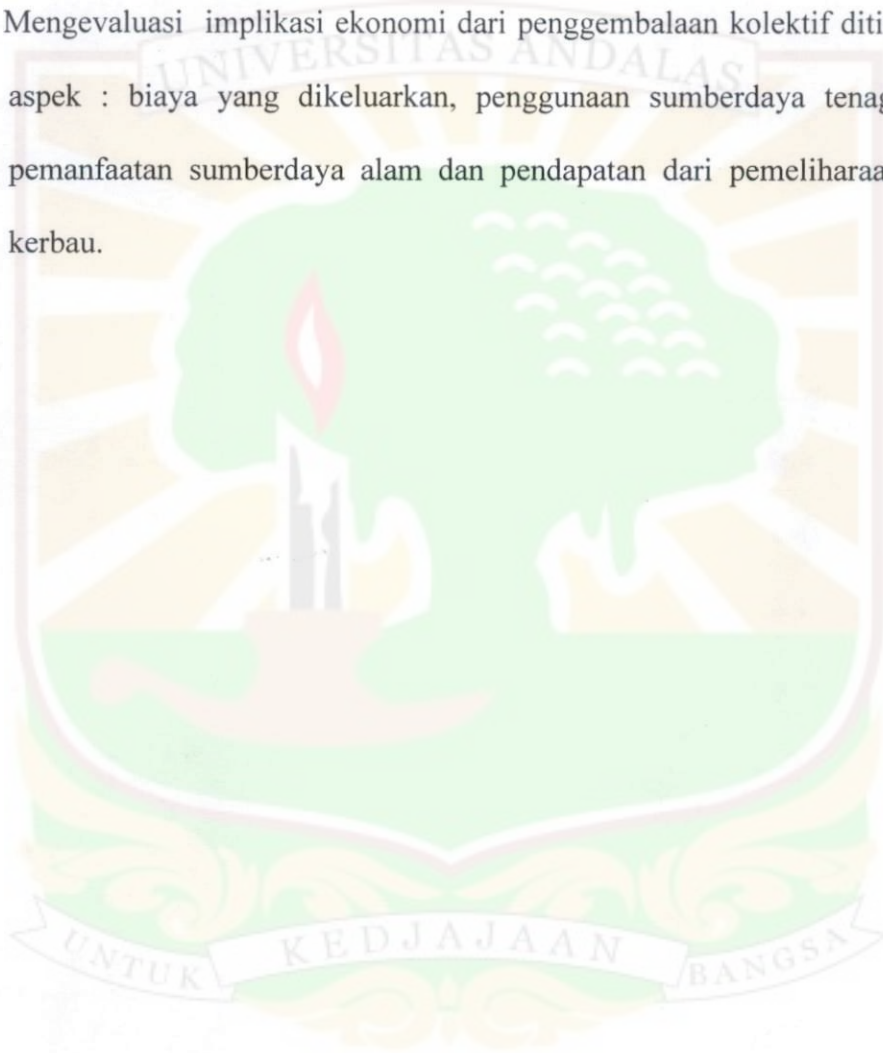 Mengevaluasi implikasi ekonomi dari penggembalaan kolektif diti
aspek : biaya yang dikeluarkan, penggunaan sumberdaya tenag
pemanfaatan sumberdaya alam dan pendapatan dari pemeliharaa
kerbau.
UNIVERSITAS ANDALAS
UNTUK KEDJAJAAN BANGSA